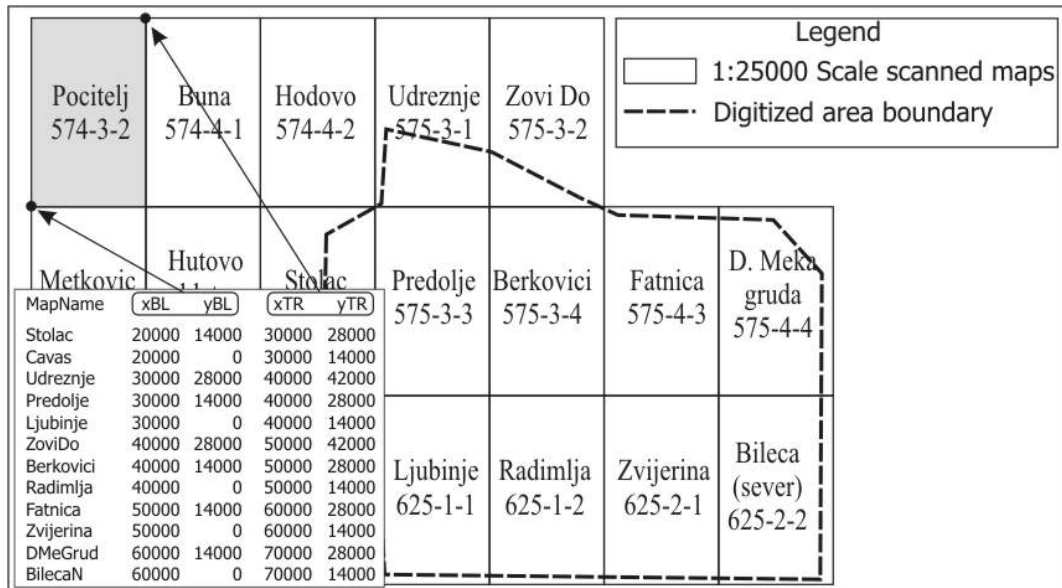 Legend
1:25000 Scale scanned maps
Digitized area boundary
Pocitelj
574-3-2
Buna
574-4-1
Hodovo
574-4-2
Udreznje
575-3-1
Zovi Do
575-3-2
Metkovic
Hutovo
Stolac
Predolje
575-3-3
Berkovici
575-3-4
Fatnica
575-4-3
D. Meka
gruda
575-4-4
MapName xBL yBL xTR yTR
Stolac 20000 14000 30000 28000
Cavas 20000 0 30000 14000
Udreznje 30000 28000 40000 42000
Predolje 30000 14000 40000 28000
Ljubinje 30000 0 40000 14000
ZoviDo 40000 28000 50000 42000
Berkovici 40000 14000 50000 28000
Radimlja 40000 0 50000 14000
Fatnica 50000 14000 60000 28000
Zvijerina 50000 0 60000 14000
DMeGrud 60000 14000 70000 28000
BilecaN 60000 0 70000 14000
Ljubinje
625-1-1
Radimlja
625-1-2
Zvijerina
625-2-1
Bileca
(sever)
625-2-2